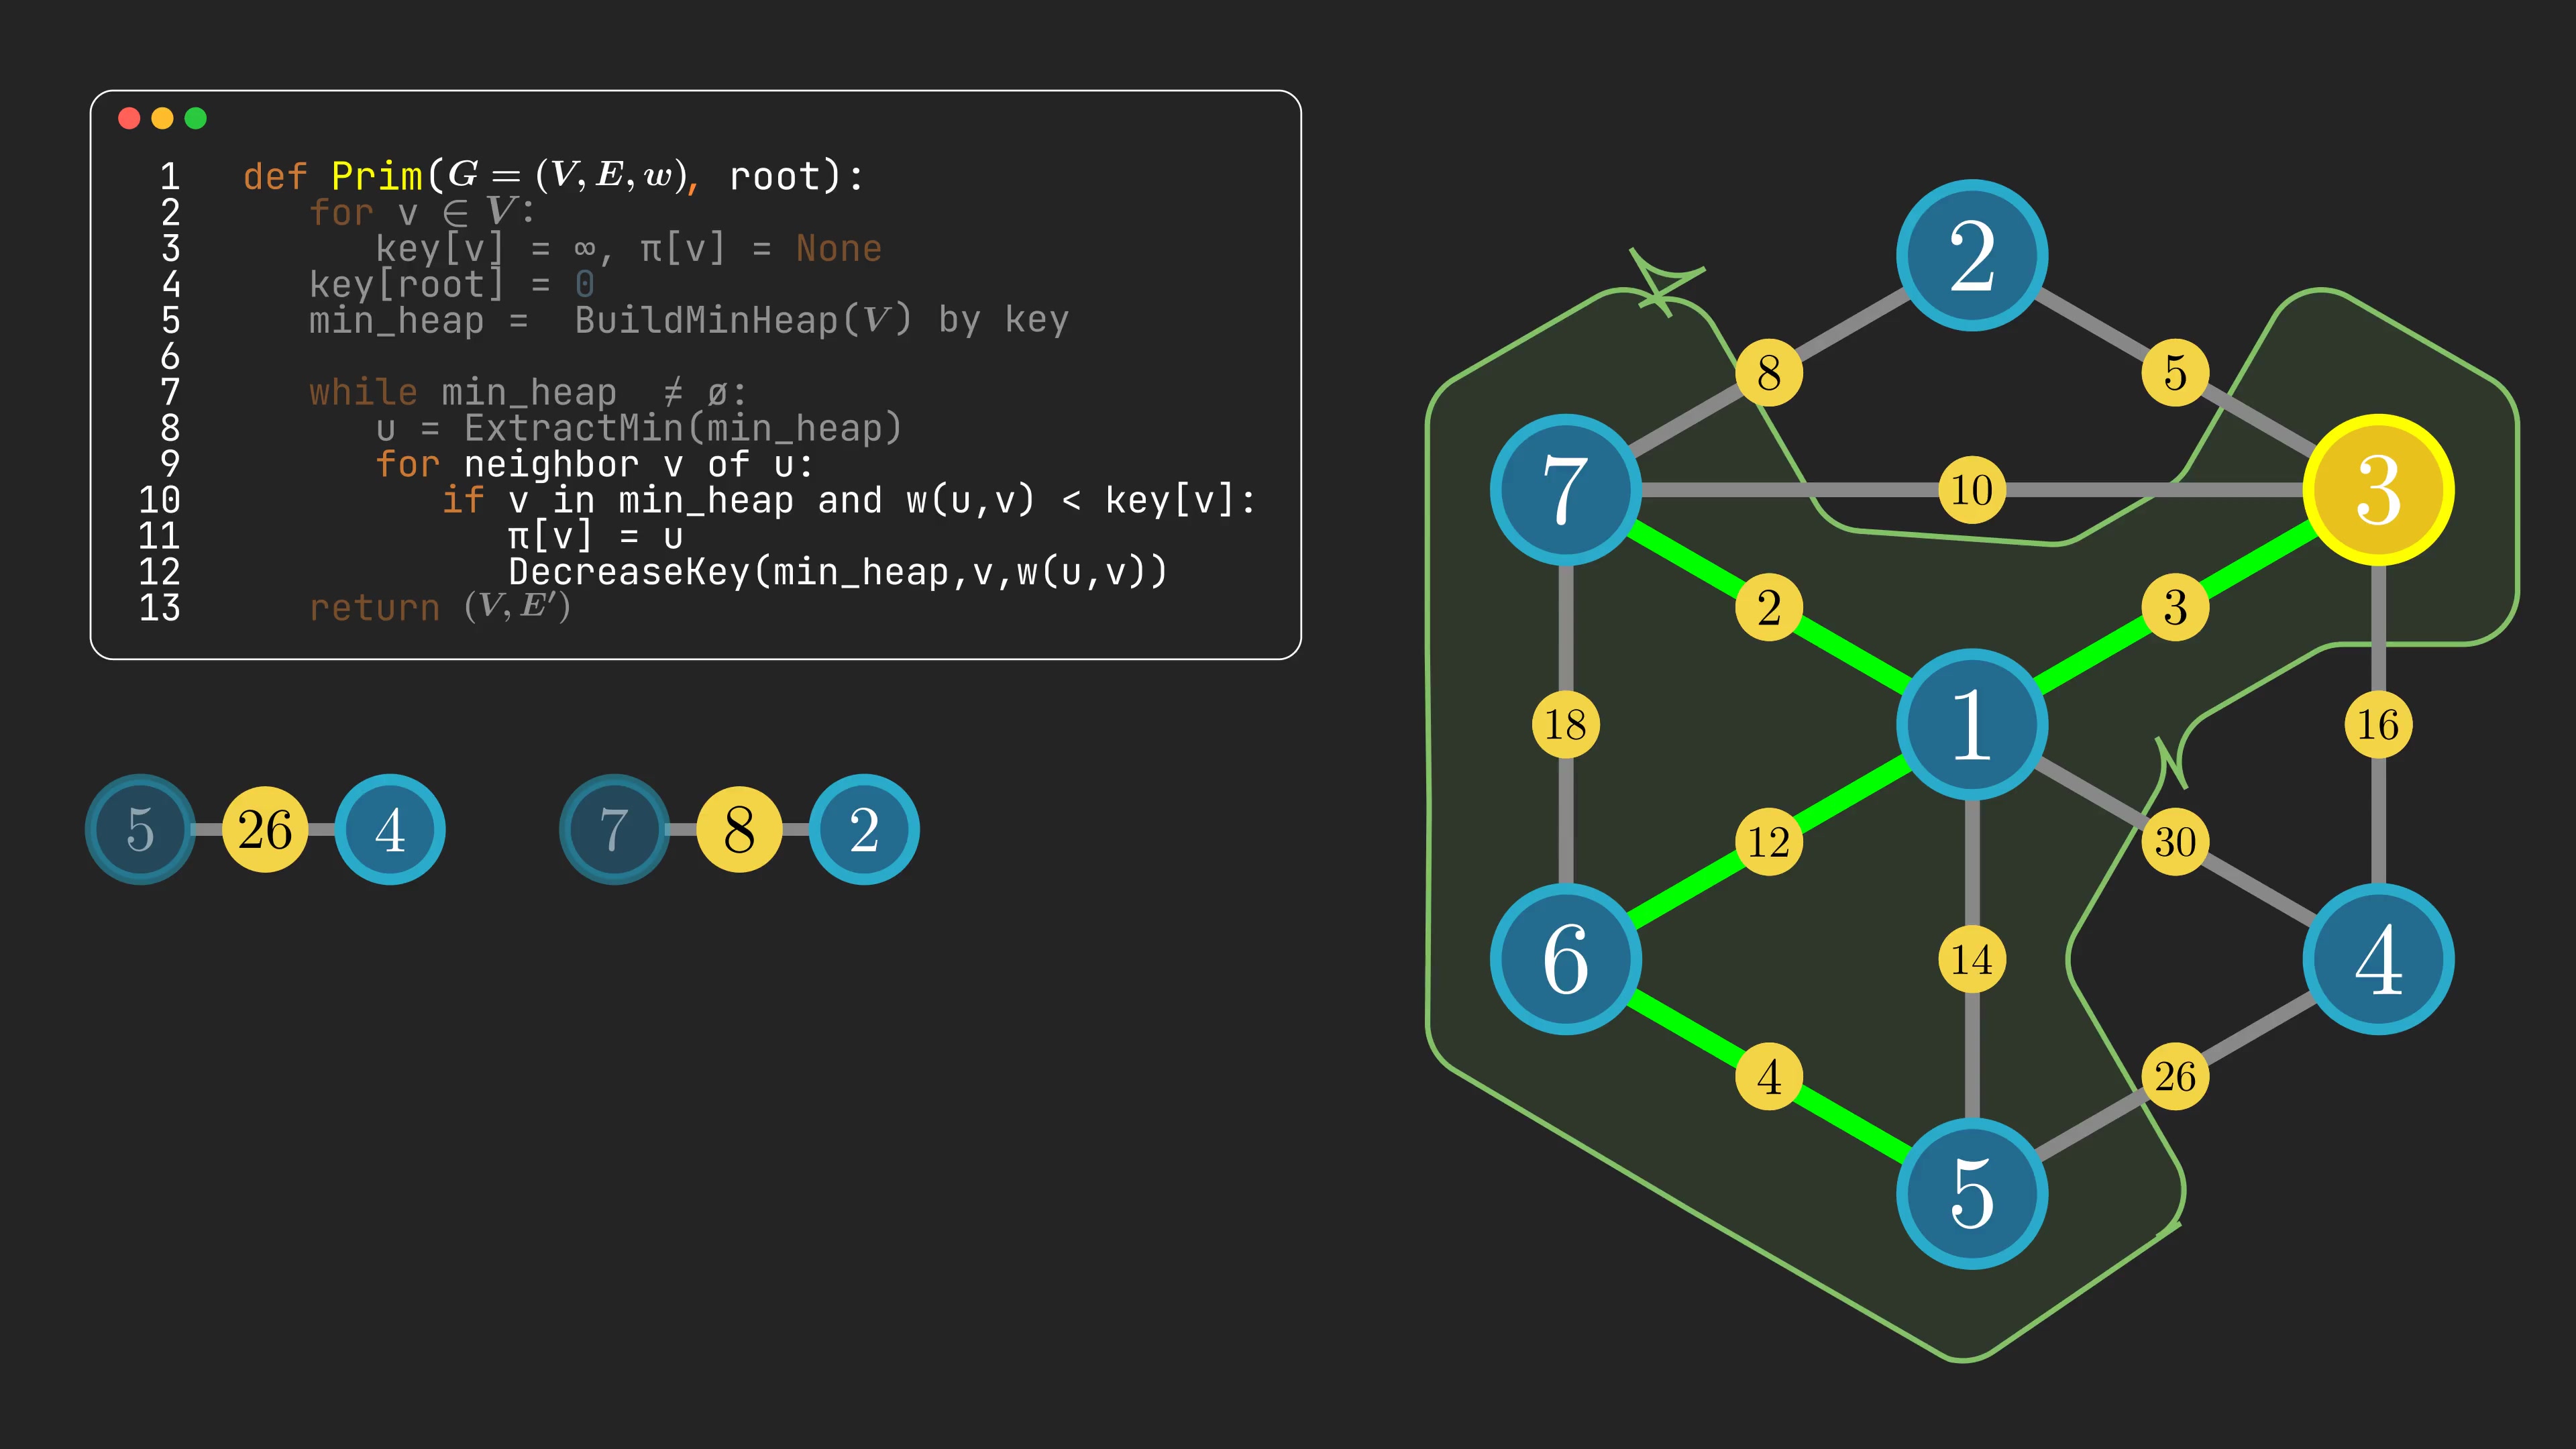 1 def Prim(G = (V, E, w), root):
2 for v ∈ V:
3 key[v] = ∞, π[v] = None
4 key[root] = 0
5 min_heap = BuildMinHeap(V) by key
6
7 while min_heap ≠ ø:
8 u = ExtractMin(min_heap)
9 for neighbor v of u:
10 if v in min_heap and w(u,v) < key[v]:
11 π[v] = u
12 DecreaseKey(min_heap,v,w(u,v))
13 return (V, E′)
5 26 4 7 8 2
2
8 5
7 10 3
2 3
18 1 16
12 30
6 14 4
4 26
5